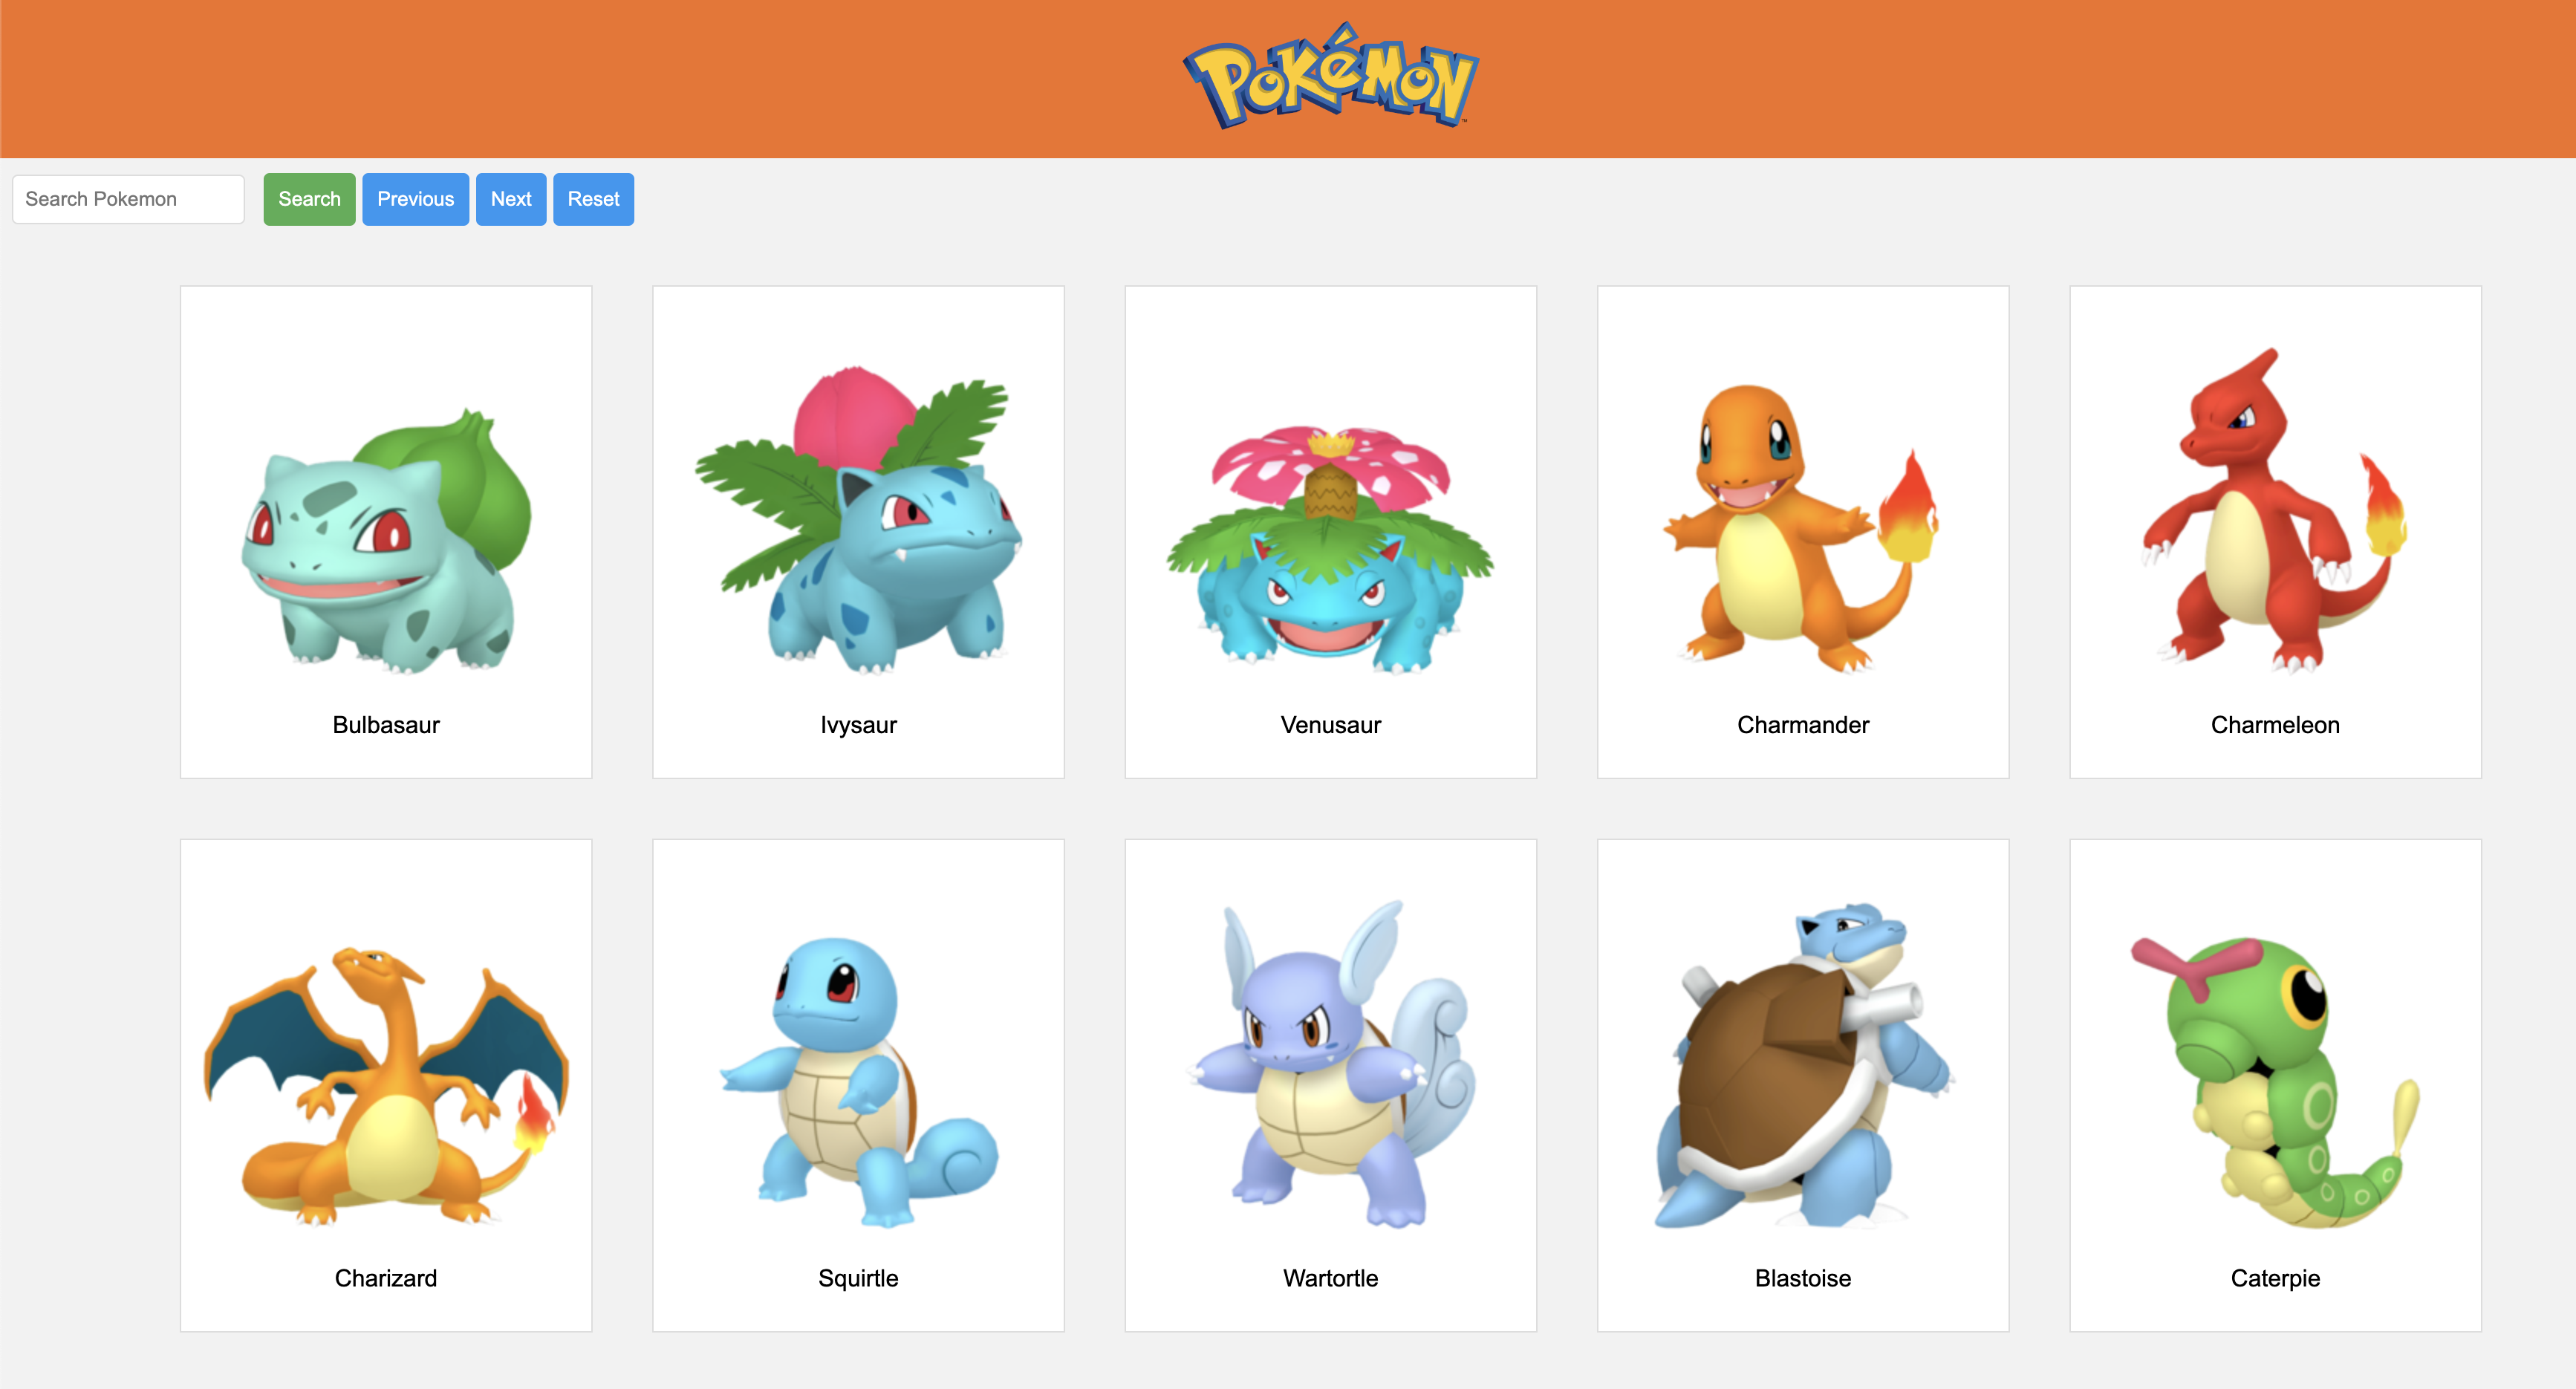 Pokémon
Search Pokemon Search Previous Next Reset
Bulbasaur Ivysaur Venusaur Charmander Charmeleon
Charizard Squirtle Wartortle Blastoise Caterpie